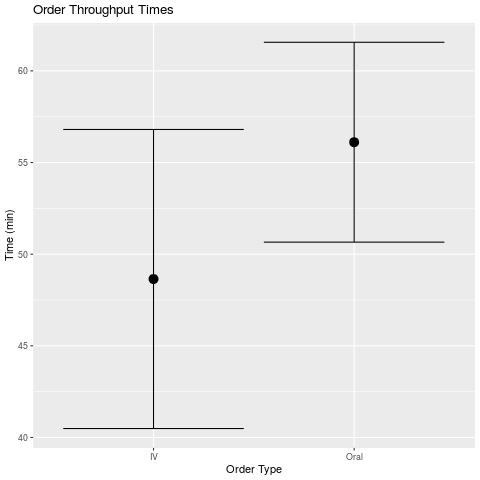 Order Throughput Times
60
55
50
45
40
Time (min)
IV
Oral
Order Type